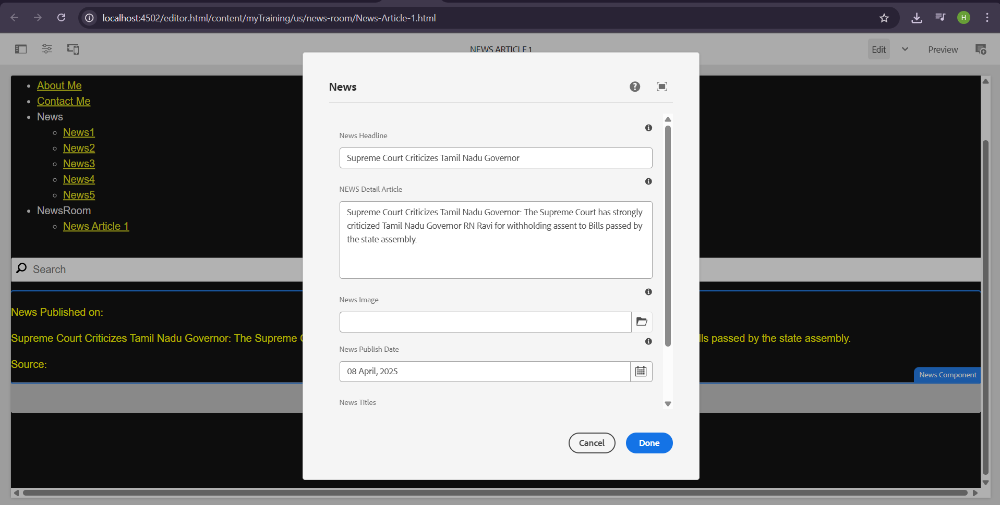 localhost:4502/editor.html/content/myTraining/us/news-room/News-Article-1.html
H
NEWS ARTICLE 1
Edit
Preview
About Me
Contact Me
News
News1
News2
News3
News4
News5
NewsRoom
News Article 1
Search
News Published on:
Supreme Court Criticizes Tamil Nadu Governor: The Supreme
lls passed by the state assembly.
Source:
News Component
News
News Headline
Supreme Court Criticizes Tamil Nadu Governor
NEWS Detail Article
Supreme Court Criticizes Tamil Nadu Governor: The Supreme Court has strongly
criticized Tamil Nadu Governor RN Ravi for withholding assent to Bills passed by
the state assembly.
News Image
News Publish Date
08 April, 2025
News Titles
Cancel
Done